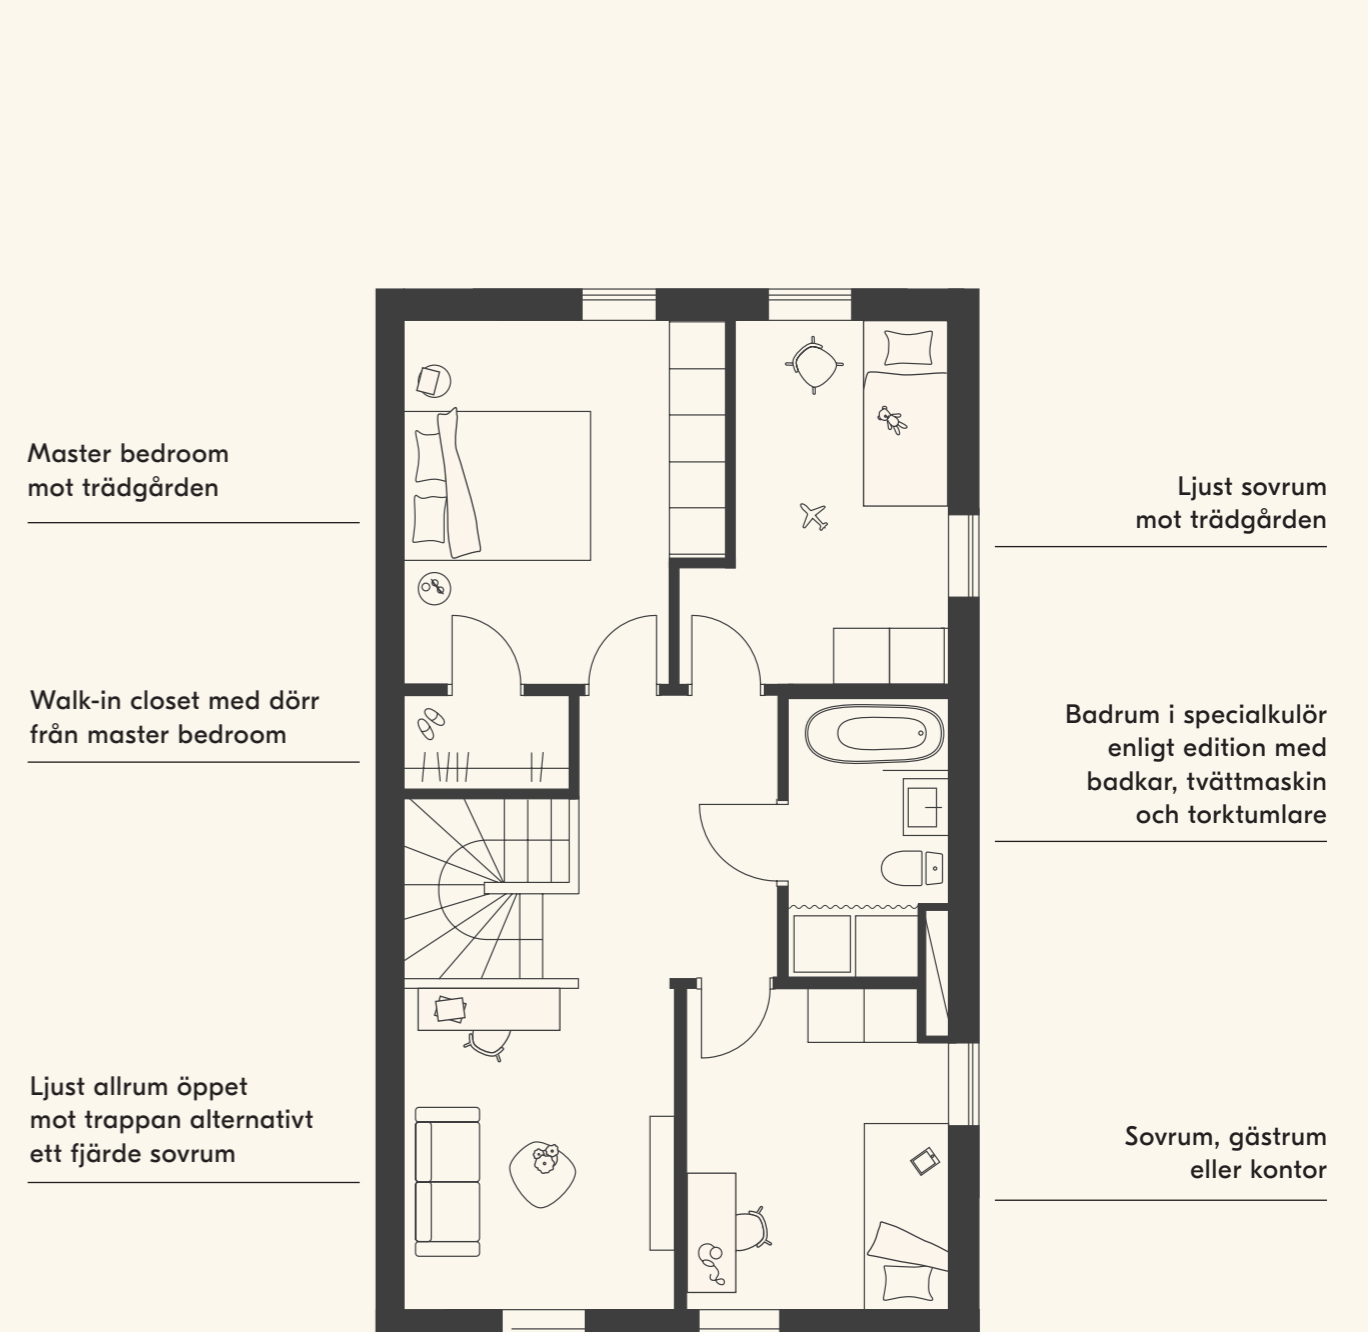 Master bedroom
mot trädgården
Walk-in closet med dörr
från master bedroom
Ljust allrum öppet
mot trappan alternativt
ett fjärde sovrum
Ljust sovrum
mot trädgården
Badrum i specialkulör
enligt edition med
badkar, tvättmaskin
och torktumlare
Sovrum, gästrum
eller kontor